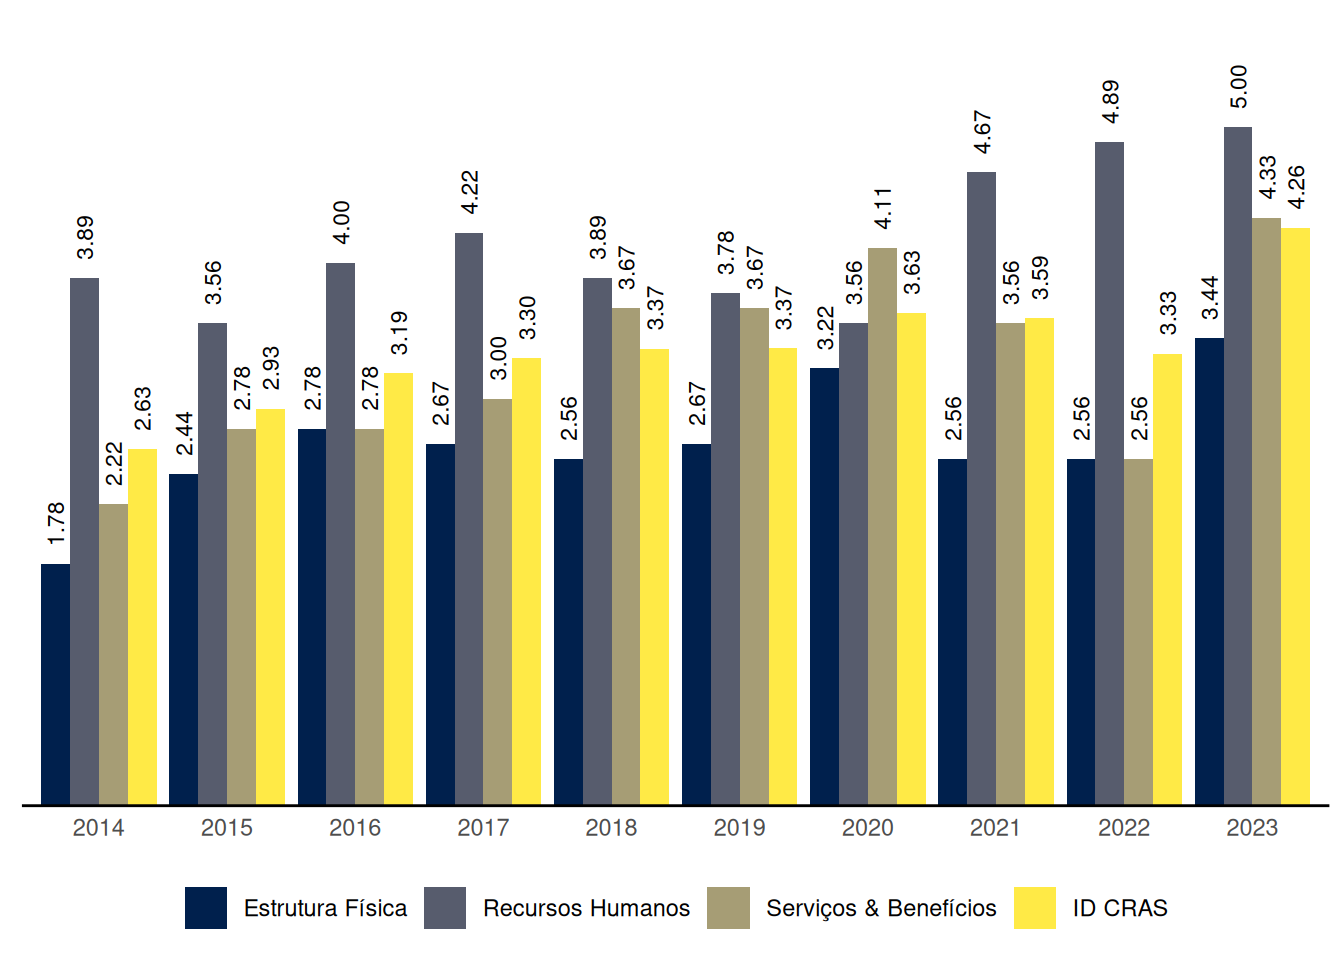 1.78 3.89 2.22 2.63
2.44 3.56 2.78 2.93
2.78 4.00 2.78 3.19
2.67 4.22 3.00 3.30
2.56 3.89 3.67 3.37
2.67 3.78 3.67 3.37
3.22 3.56 4.11 3.63
2.56 4.67 3.56 3.59
2.56 4.89 2.56 3.33
3.44 5.00 4.33 4.26
2014 2015 2016 2017 2018 2019 2020 2021 2022 2023
Estrutura Física Recursos Humanos Serviços & Benefícios ID CRAS